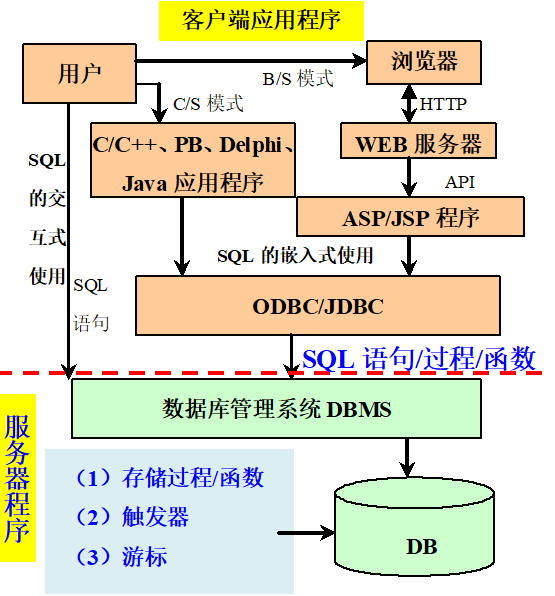 客户端应用程序
用户
浏览器
B/S 模式
C/S 模式
HTTP
C/C++、PB、Delphi、
Java 应用程序
WEB 服务器
SQL
的交
互式
使用
API
ASP/JSP 程序
SQL 的嵌入式使用
SQL
语句
ODBC/JDBC
SQL 语句/过程/函数
数据库管理系统 DBMS
服务器程序
（1）存储过程/函数
（2）触发器
（3）游标
DB